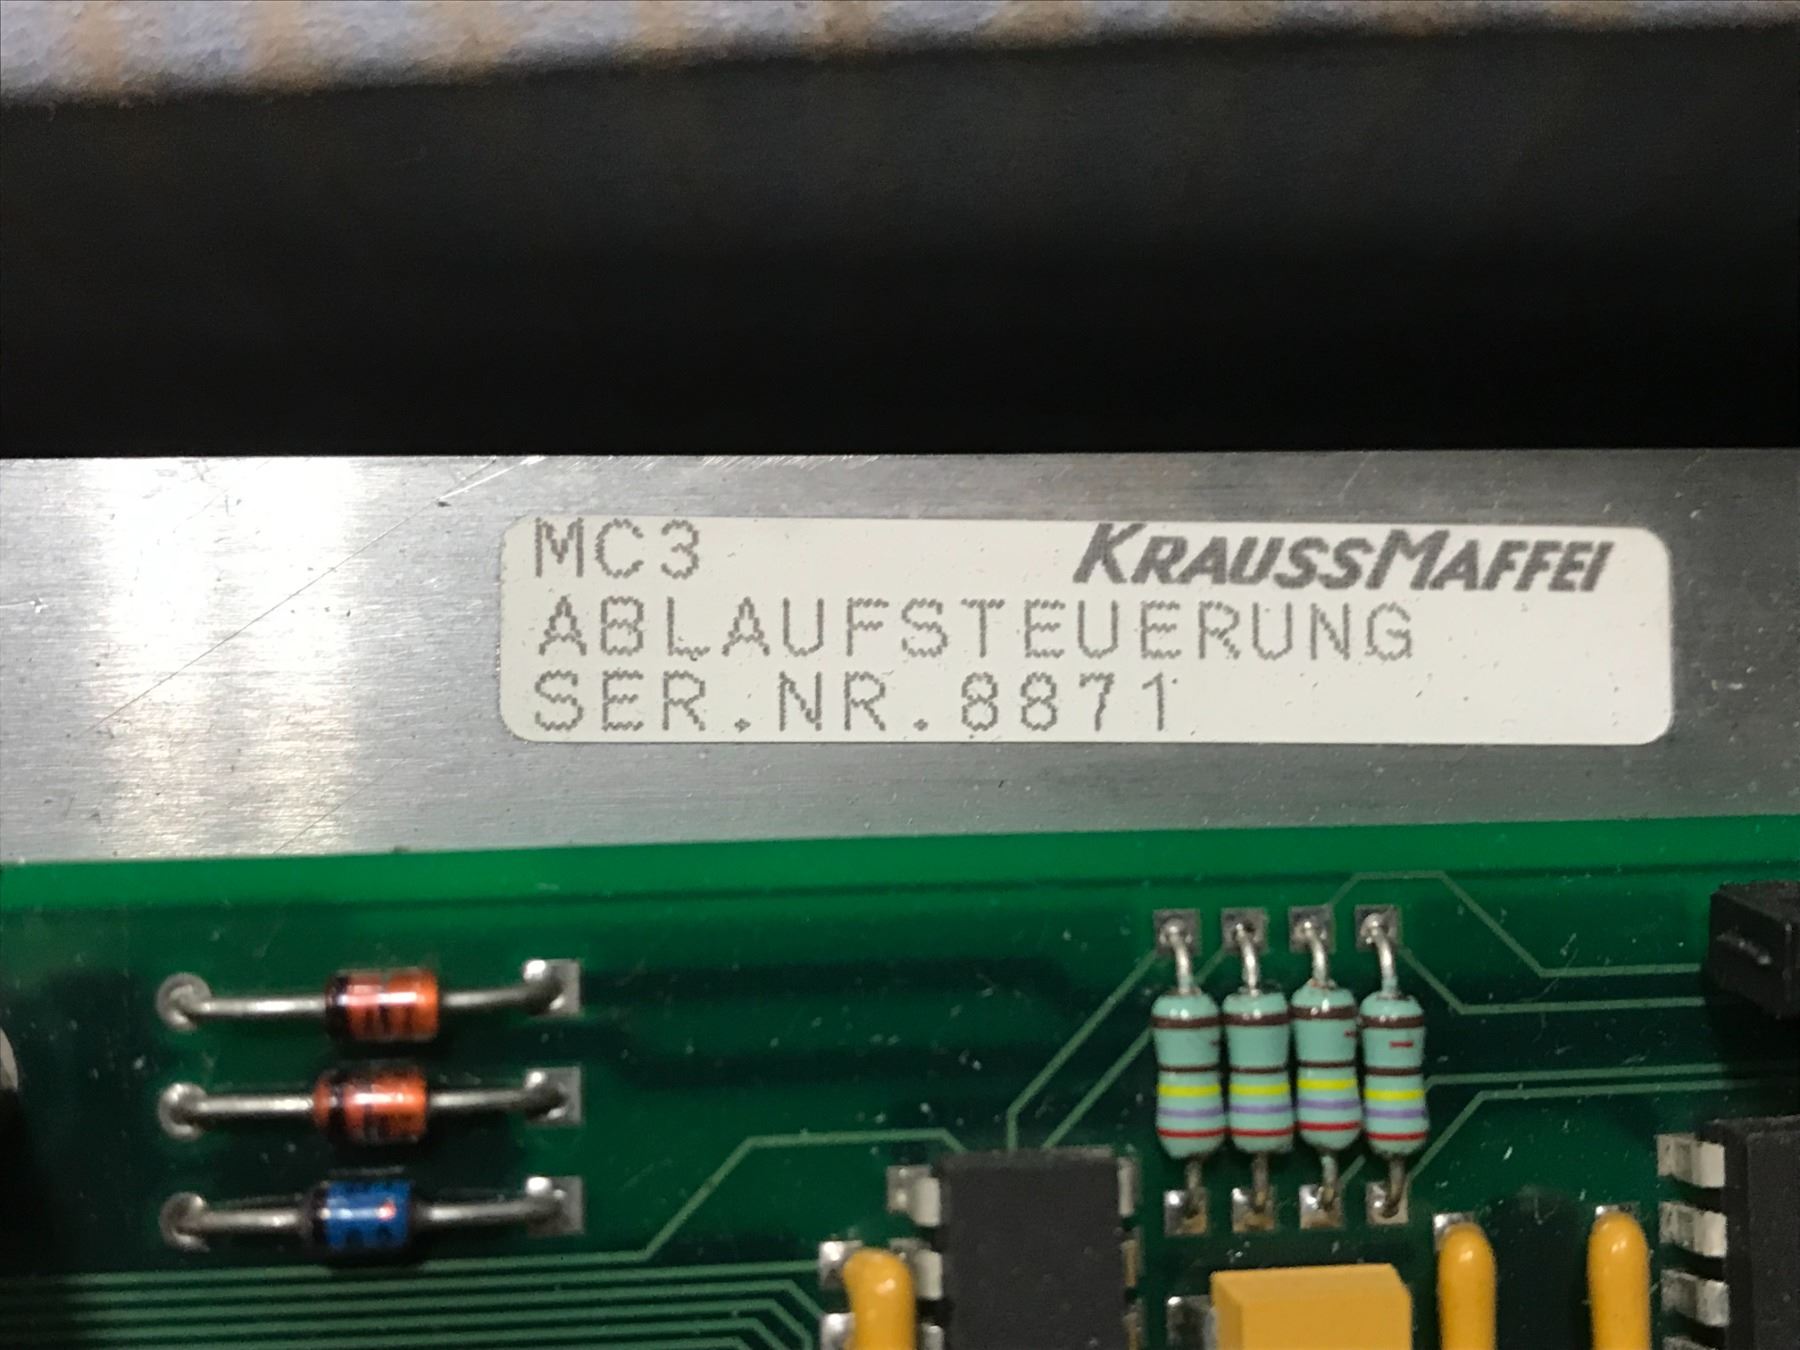 MC3 KRAUSSMAFFEI
ABLAUFSTEUERUNG
SER.NR.8871